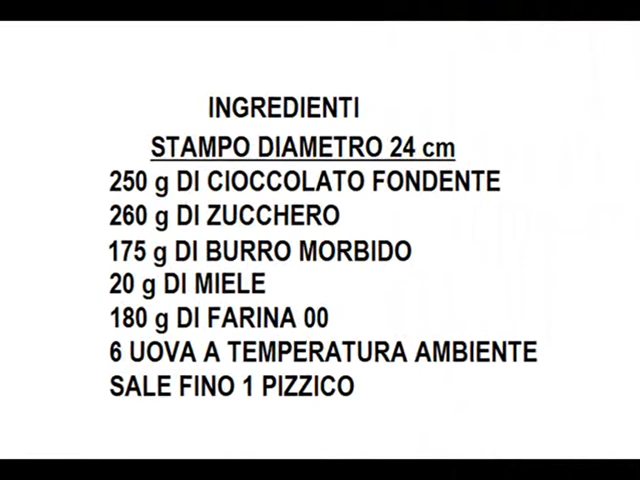 INGREDIENTI
STAMPO DIAMETRO 24 cm
250 g DI CIOCCOLATO FONDENTE
260 g DI ZUCCHERO
175 g DI BURRO MORBIDO
20 g DI MIELE
180 g DI FARINA 00
6 UOVA A TEMPERATURA AMBIENTE
SALE FINO 1 PIZZICO